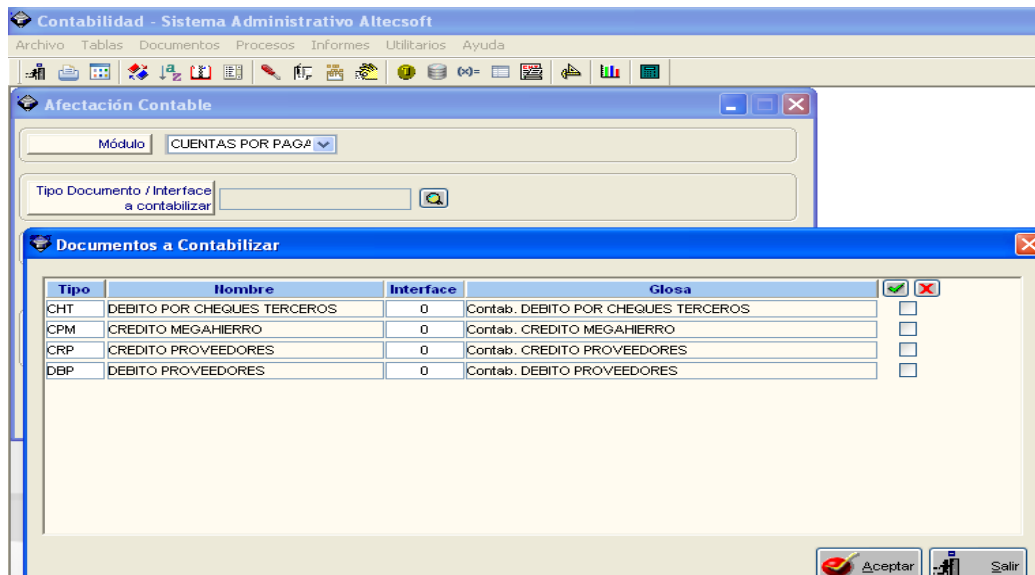 Contabilidad - Sistema Administrativo Altecsoft
Archivo Tablas Documentos Procesos Informes Utilitarios Ayuda
Afectación Contable
Módulo CUENTAS POR PAGA
Tipo Documento / Interface
a contabilizar
Documentos a Contabilizar
Tipo Nombre Interface Glosa
CHT DEBITO POR CHEQUES TERCEROS 0 Contab. DEBITO POR CHEQUES TERCEROS
CPM CREDITO MEGAHIERRO 0 Contab. CREDITO MEGAHIERRO
CRP CREDITO PROVEEDORES 0 Contab. CREDITO PROVEEDORES
DBP DEBITO PROVEEDORES 0 Contab. DEBITO PROVEEDORES
Aceptar Salir